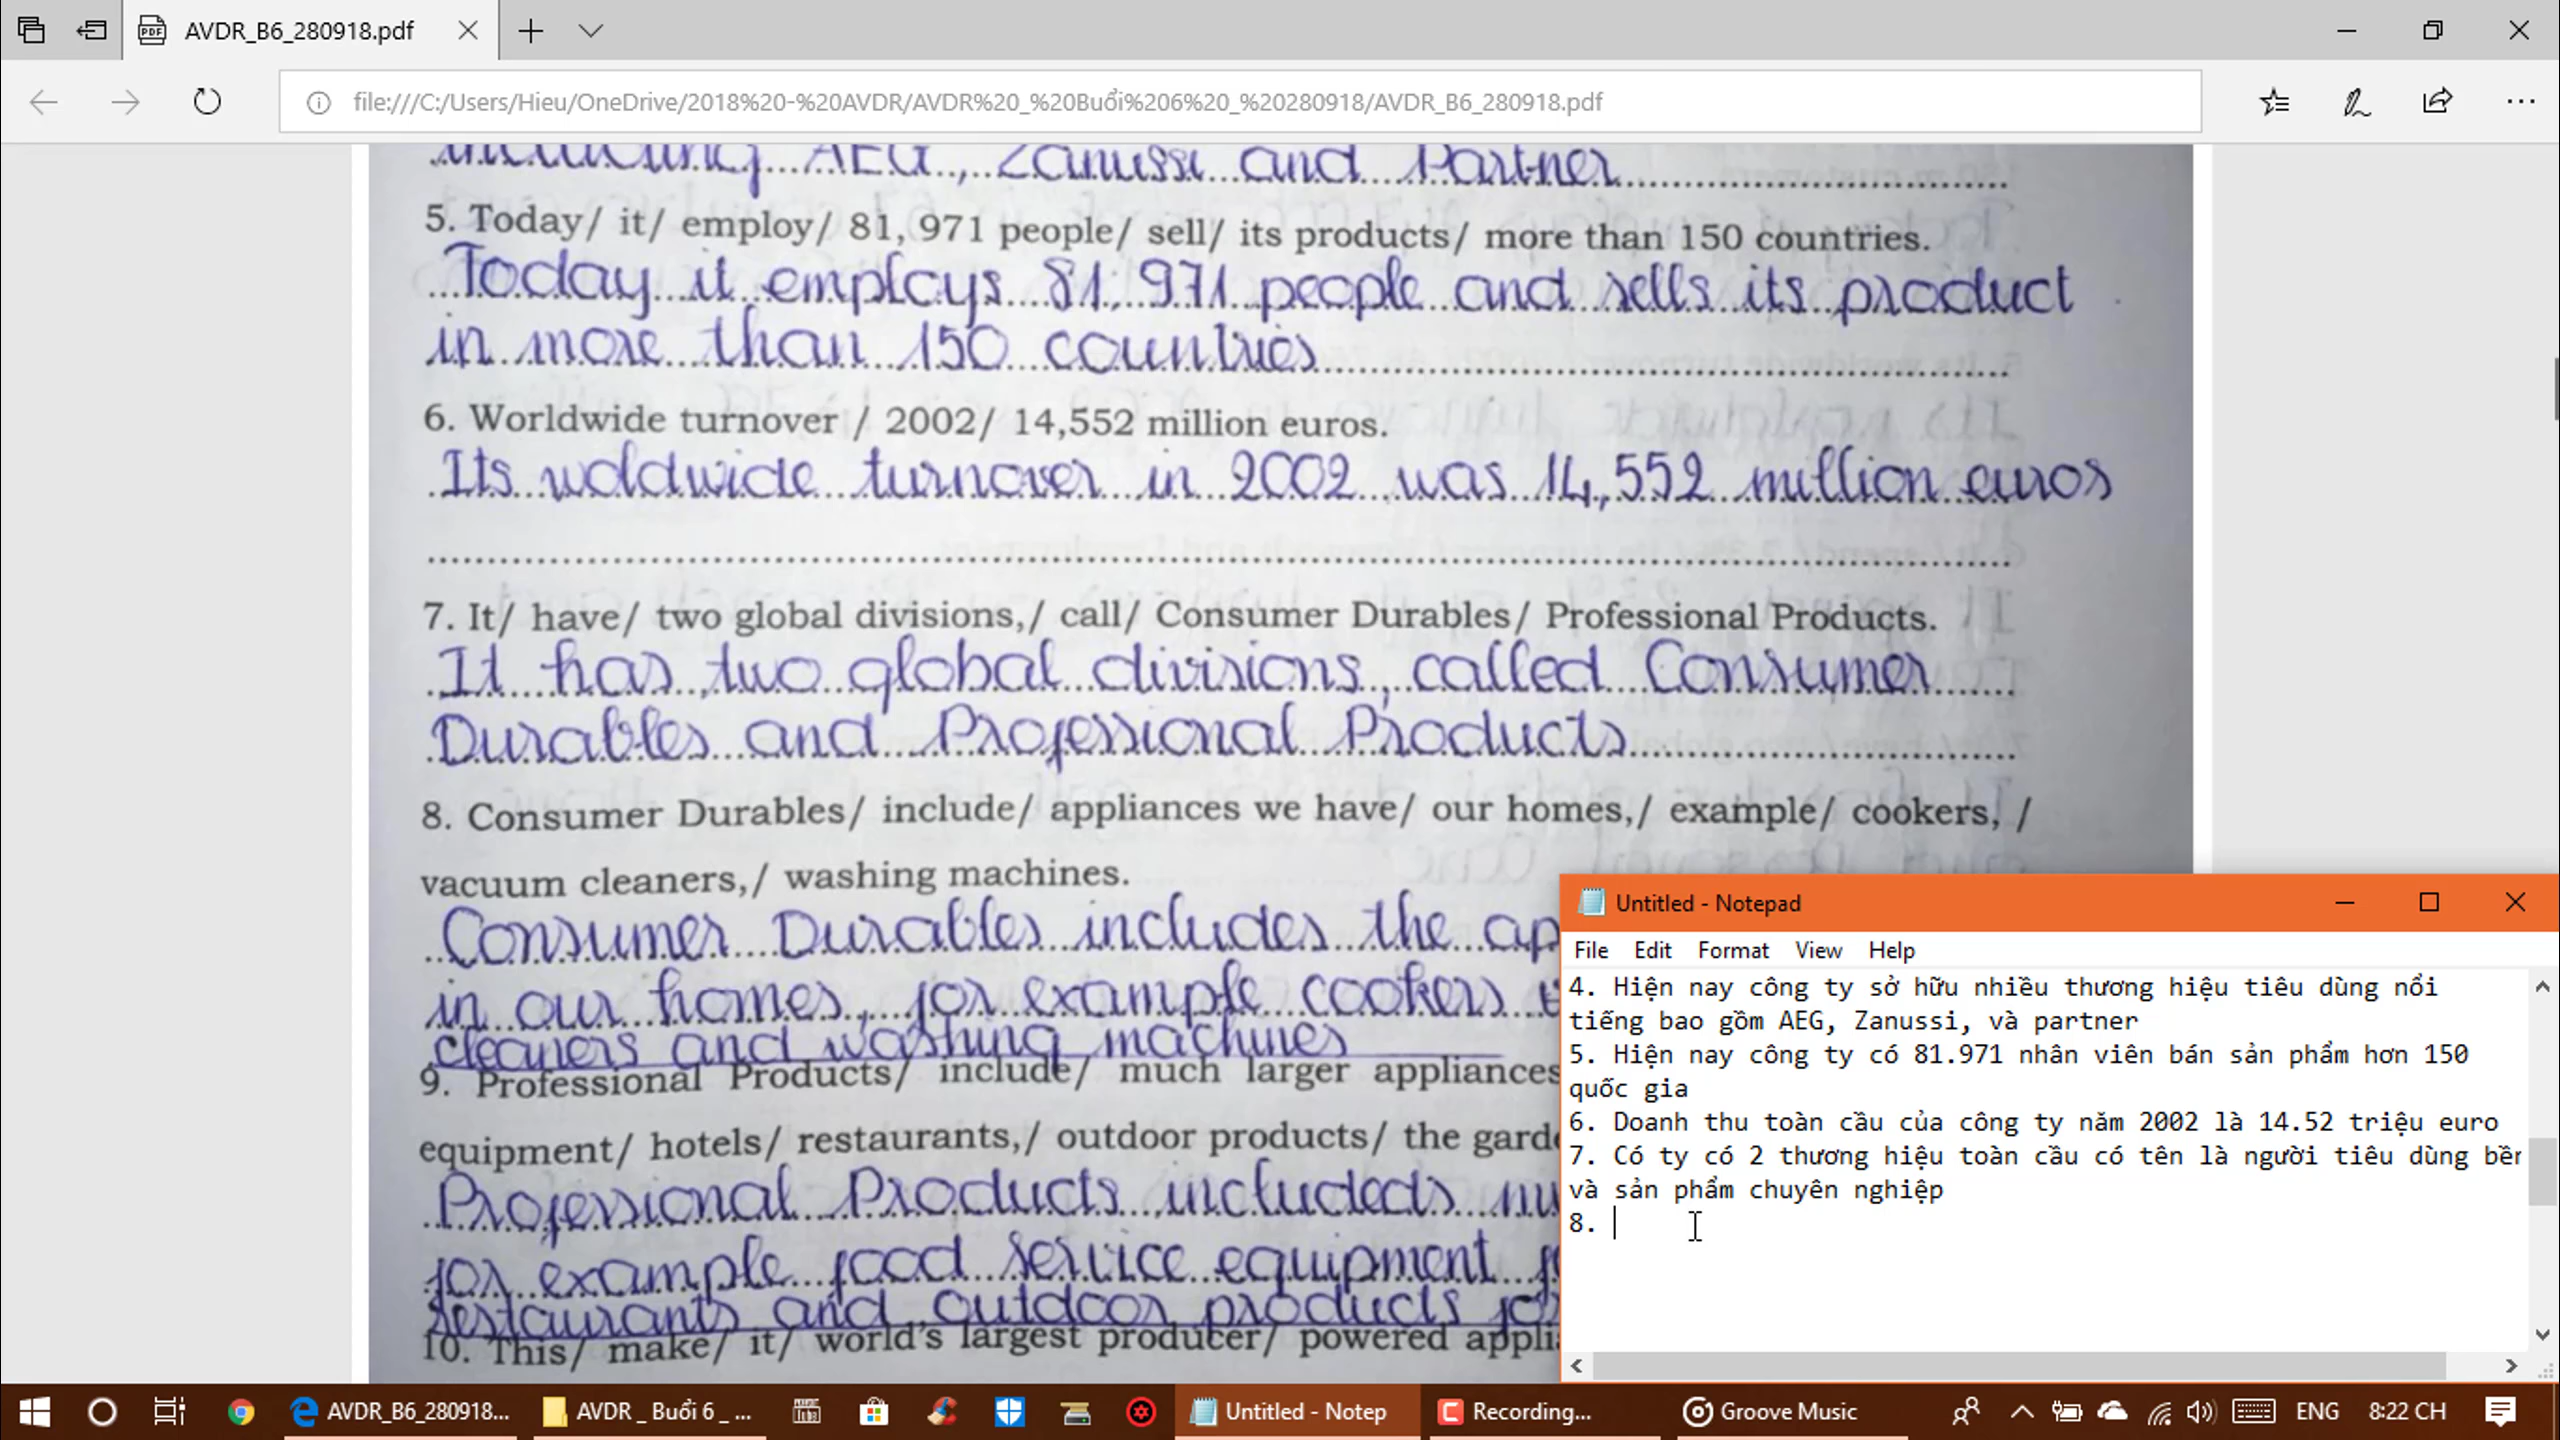 AVDR_B6_280918.pdf
file:///C:/Users/Hieu/OneDrive/2018%20-%20AVDR/AVDR%20_%20Buổi%206%20_%20280918/AVDR_B6_280918.pdf
including AEG, Zanussi and Partner
5. Today/ it/ employ/ 81,971 people/ sell/ its products/ more than 150 countries.
Today it employs 81,971 people and sells its product
in more than 150 countries
6. Worldwide turnover / 2002/ 14,552 million euros.
Its woldwide turnover in 2002 was 14,552 million euros
7. It/ have/ two global divisions,/ call/ Consumer Durables/ Professional Products.
It has two global divisions, called Consumer
Durables and Professional Products
8. Consumer Durables/ include/ appliances we have/ our homes,/ example/ cookers, /
vacuum cleaners,/ washing machines.
Consumer Durables includes the ap
in our homes, for example cookers
cleaners and washing machines
9. Professional Products/ include/ much larger appliances
equipment/ hotels/ restaurants,/ outdoor products/ the garde
Professional Products includeds mu
for example food service equipment
restaurants and outdoor products
10. This/ make/ it/ world's largest producer/ powered appli
Untitled - Notepad
File Edit Format View Help
4. Hiện nay công ty sở hữu nhiều thương hiệu tiêu dùng nổi
tiếng bao gồm AEG, Zanussi, và partner
5. Hiện nay công ty có 81.971 nhân viên bán sản phẩm hơn 150
quốc gia
6. Doanh thu toàn cầu của công ty năm 2002 là 14.52 triệu euro
7. Có ty có 2 thương hiệu toàn cầu có tên là người tiêu dùng bền
và sản phẩm chuyên nghiệp
8.
AVDR_B6_280918... AVDR _ Buổi 6 _ ... Untitled - Notep Recording... Groove Music ENG 8:22 CH